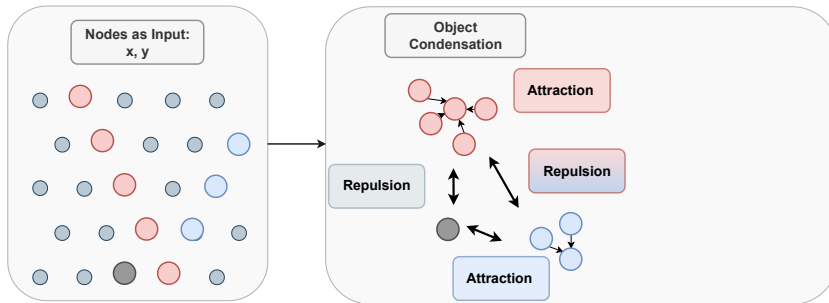 Nodes as Input:
x, y
Object
Condensation
Attraction
Repulsion
Repulsion
Attraction